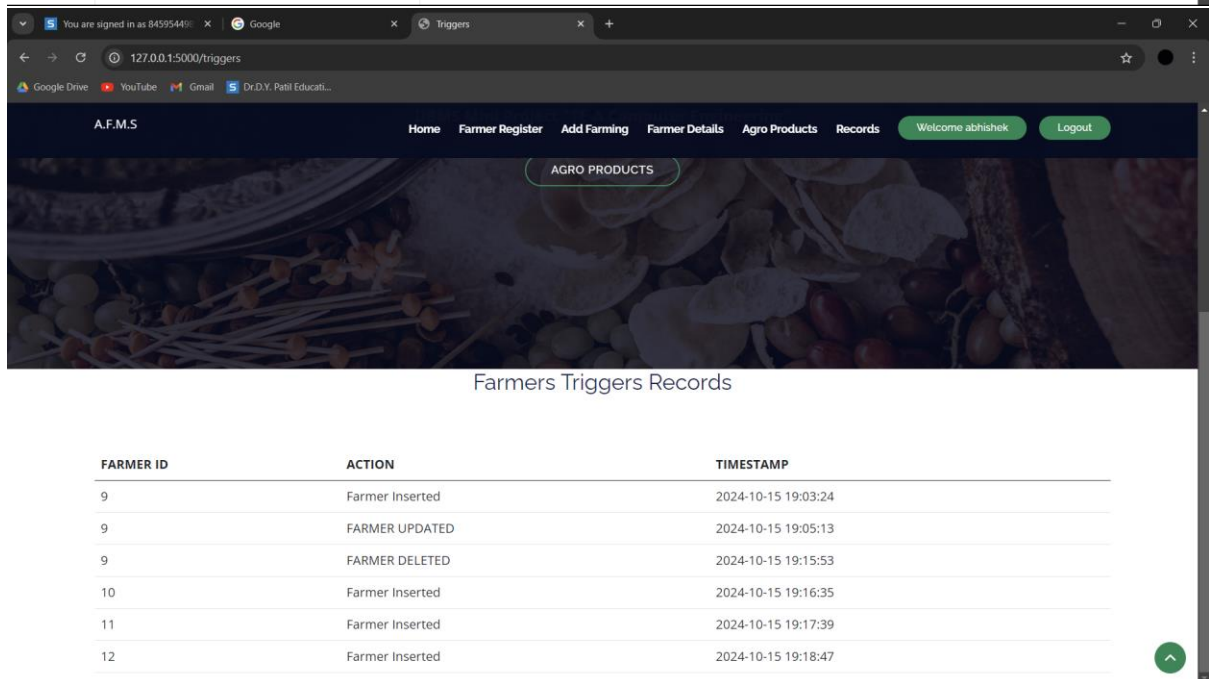 You are signed in as 84595449
Google
Triggers
127.0.0.1:5000/triggers
Google Drive YouTube Gmail Dr.D.Y. Patil Educati...
A.F.M.S Home Farmer Register Add Farming Farmer Details Agro Products Records Welcome abhishek Logout
AGRO PRODUCTS
Farmers Triggers Records
FARMER ID ACTION TIMESTAMP
9 Farmer Inserted 2024-10-15 19:03:24
9 FARMER UPDATED 2024-10-15 19:05:13
9 FARMER DELETED 2024-10-15 19:15:53
10 Farmer Inserted 2024-10-15 19:16:35
11 Farmer Inserted 2024-10-15 19:17:39
12 Farmer Inserted 2024-10-15 19:18:47